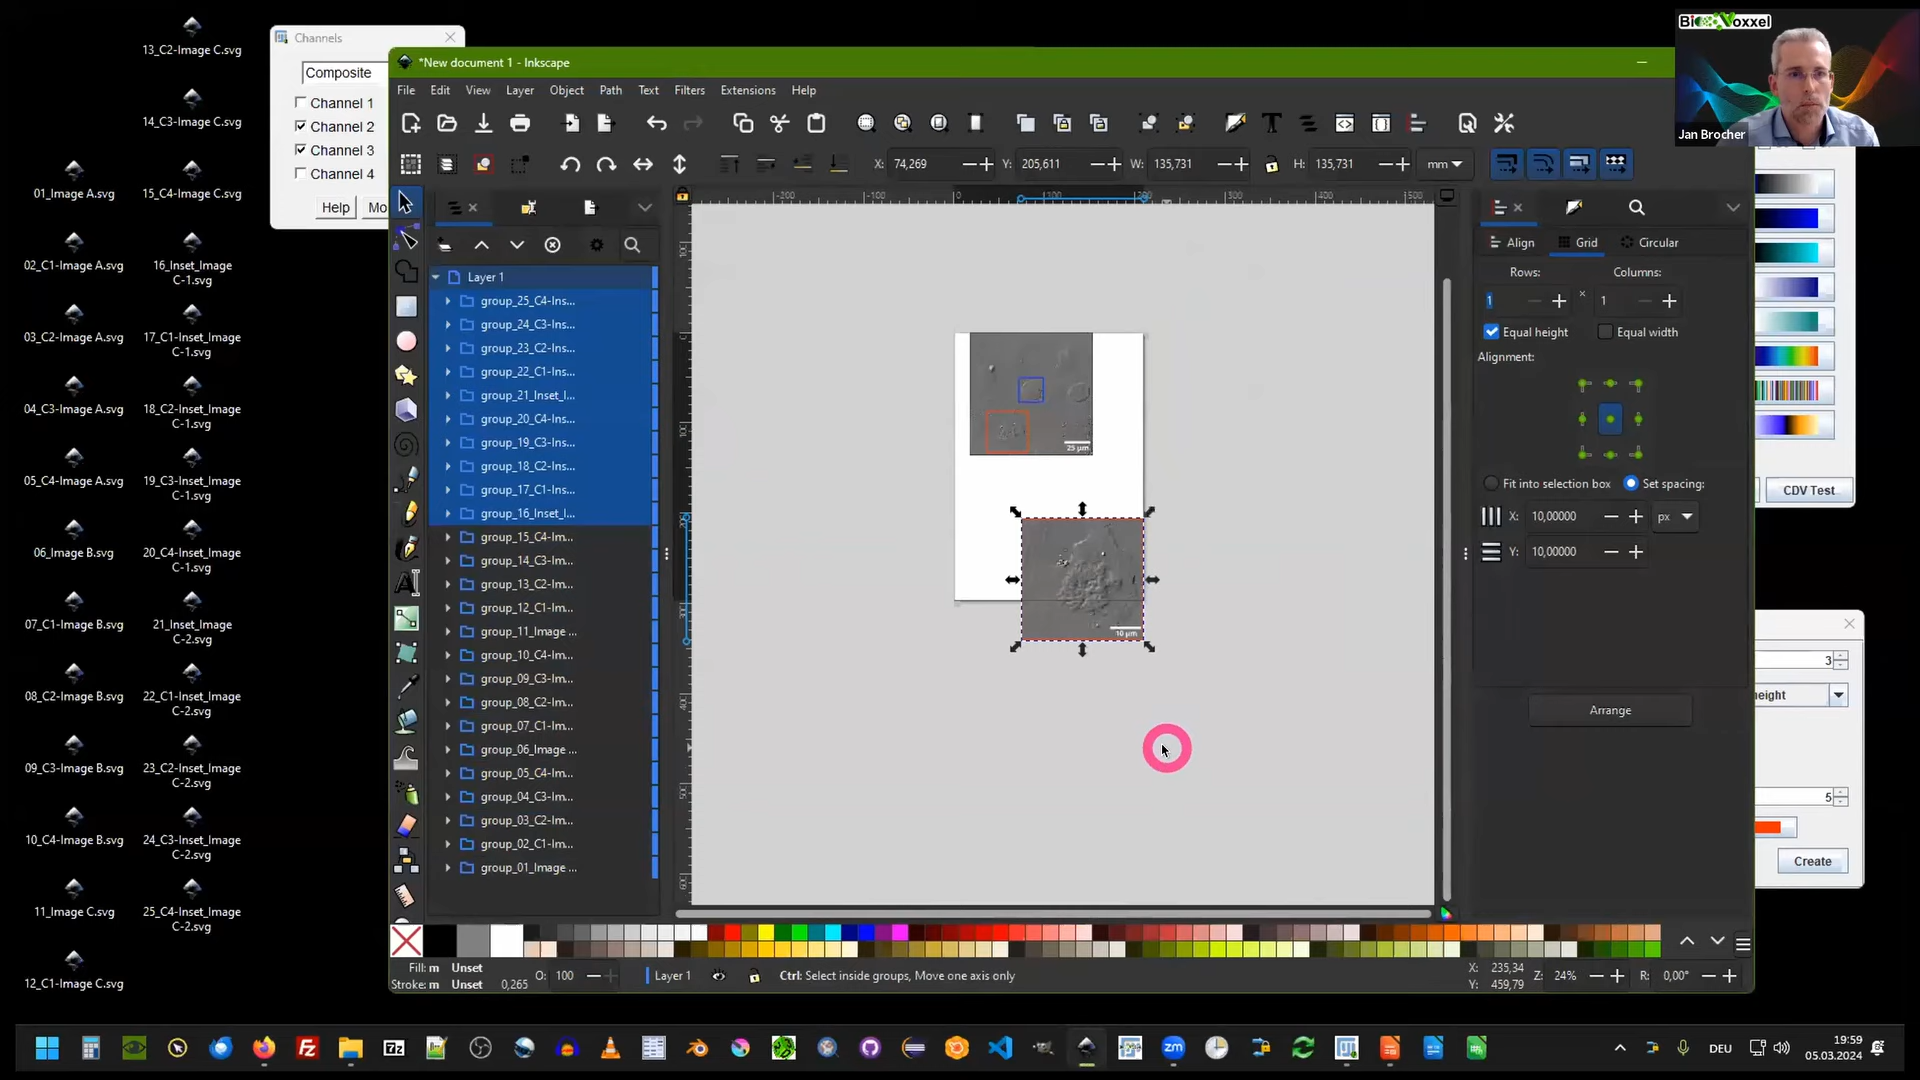 13_C2-Image C.svg
14_C3-Image C.svg
01_Image A.svg
15_C4-Image C.svg
02_C1-Image A.svg
16_Inset_Image
C-1.svg
03_C2-Image A.svg
17_C1-Inset_Image
C-1.svg
04_C3-Image A.svg
18_C2-Inset_Image
C-1.svg
05_C4-Image A.svg
19_C3-Inset_Image
C-1.svg
06_Image B.svg
20_C4-Inset_Image
C-1.svg
07_C1-Image B.svg
21_Inset_Image
C-2.svg
08_C2-Image B.svg
22_C1-Inset_Image
C-2.svg
09_C3-Image B.svg
23_C2-Inset_Image
C-2.svg
10_C4-Image B.svg
24_C3-Inset_Image
C-2.svg
11_Image C.svg
25_C4-Inset_Image
C-2.svg
12_C1-Image C.svg
Channels
Composite
Channel 1
Channel 2
Channel 3
Channel 4
Help
Mo
*New document 1 - Inkscape
File Edit View Layer Object Path Text Filters Extensions Help
X: 74,269 Y: 205,611 W: 135,731 H: 135,731 mm
Layer 1
group_25_C4-Ins...
group_24_C3-Ins...
group_23_C2-Ins...
group_22_C1-Ins...
group_21_Inset_I...
group_20_C4-Ins...
group_19_C3-Ins...
group_18_C2-Ins...
group_17_C1-Ins...
group_16_Inset_I...
group_15_C4-Im...
group_14_C3-Im...
group_13_C2-Im...
group_12_C1-Im...
group_11_Image ...
group_10_C4-Im...
group_09_C3-Im...
group_08_C2-Im...
group_07_C1-Im...
group_06_Image ...
group_05_C4-Im...
group_04_C3-Im...
group_03_C2-Im...
group_02_C1-Im...
group_01_Image ...
25 µm
10 µm
Align Grid Circular
Rows: Columns:
1 × 1
Equal height Equal width
Alignment:
Fit into selection box Set spacing:
X: 10,00000 px
Y: 10,00000
Arrange
BioVoxxel
Jan Brocher
CDV Test
3
height
5
Create
Fill: m Unset
Stroke: m Unset 0,265
O: 100
Layer 1
Ctrl: Select inside groups, Move one axis only
X: 235,34
Y: 459,79
Z: 24%
R: 0,00°
DEU
19:59
05.03.2024